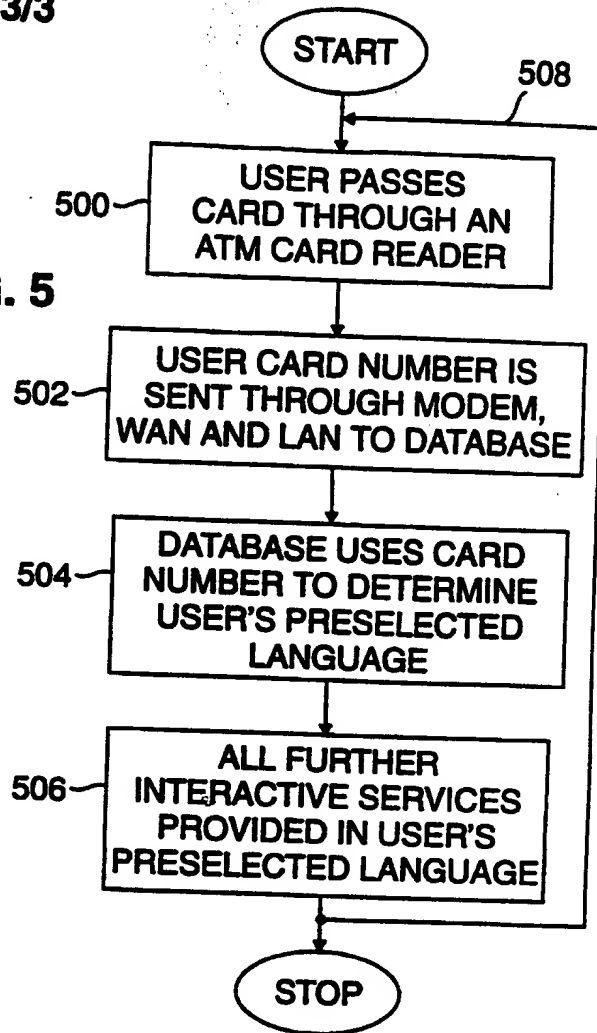 3/3
START
508
500
USER PASSES
CARD THROUGH AN
ATM CARD READER
. 5
502
USER CARD NUMBER IS
SENT THROUGH MODEM,
WAN AND LAN TO DATABASE
504
DATABASE USES CARD
NUMBER TO DETERMINE
USER'S PRESELECTED
LANGUAGE
506
ALL FURTHER
INTERACTIVE SERVICES
PROVIDED IN USER'S
PRESELECTED LANGUAGE
STOP